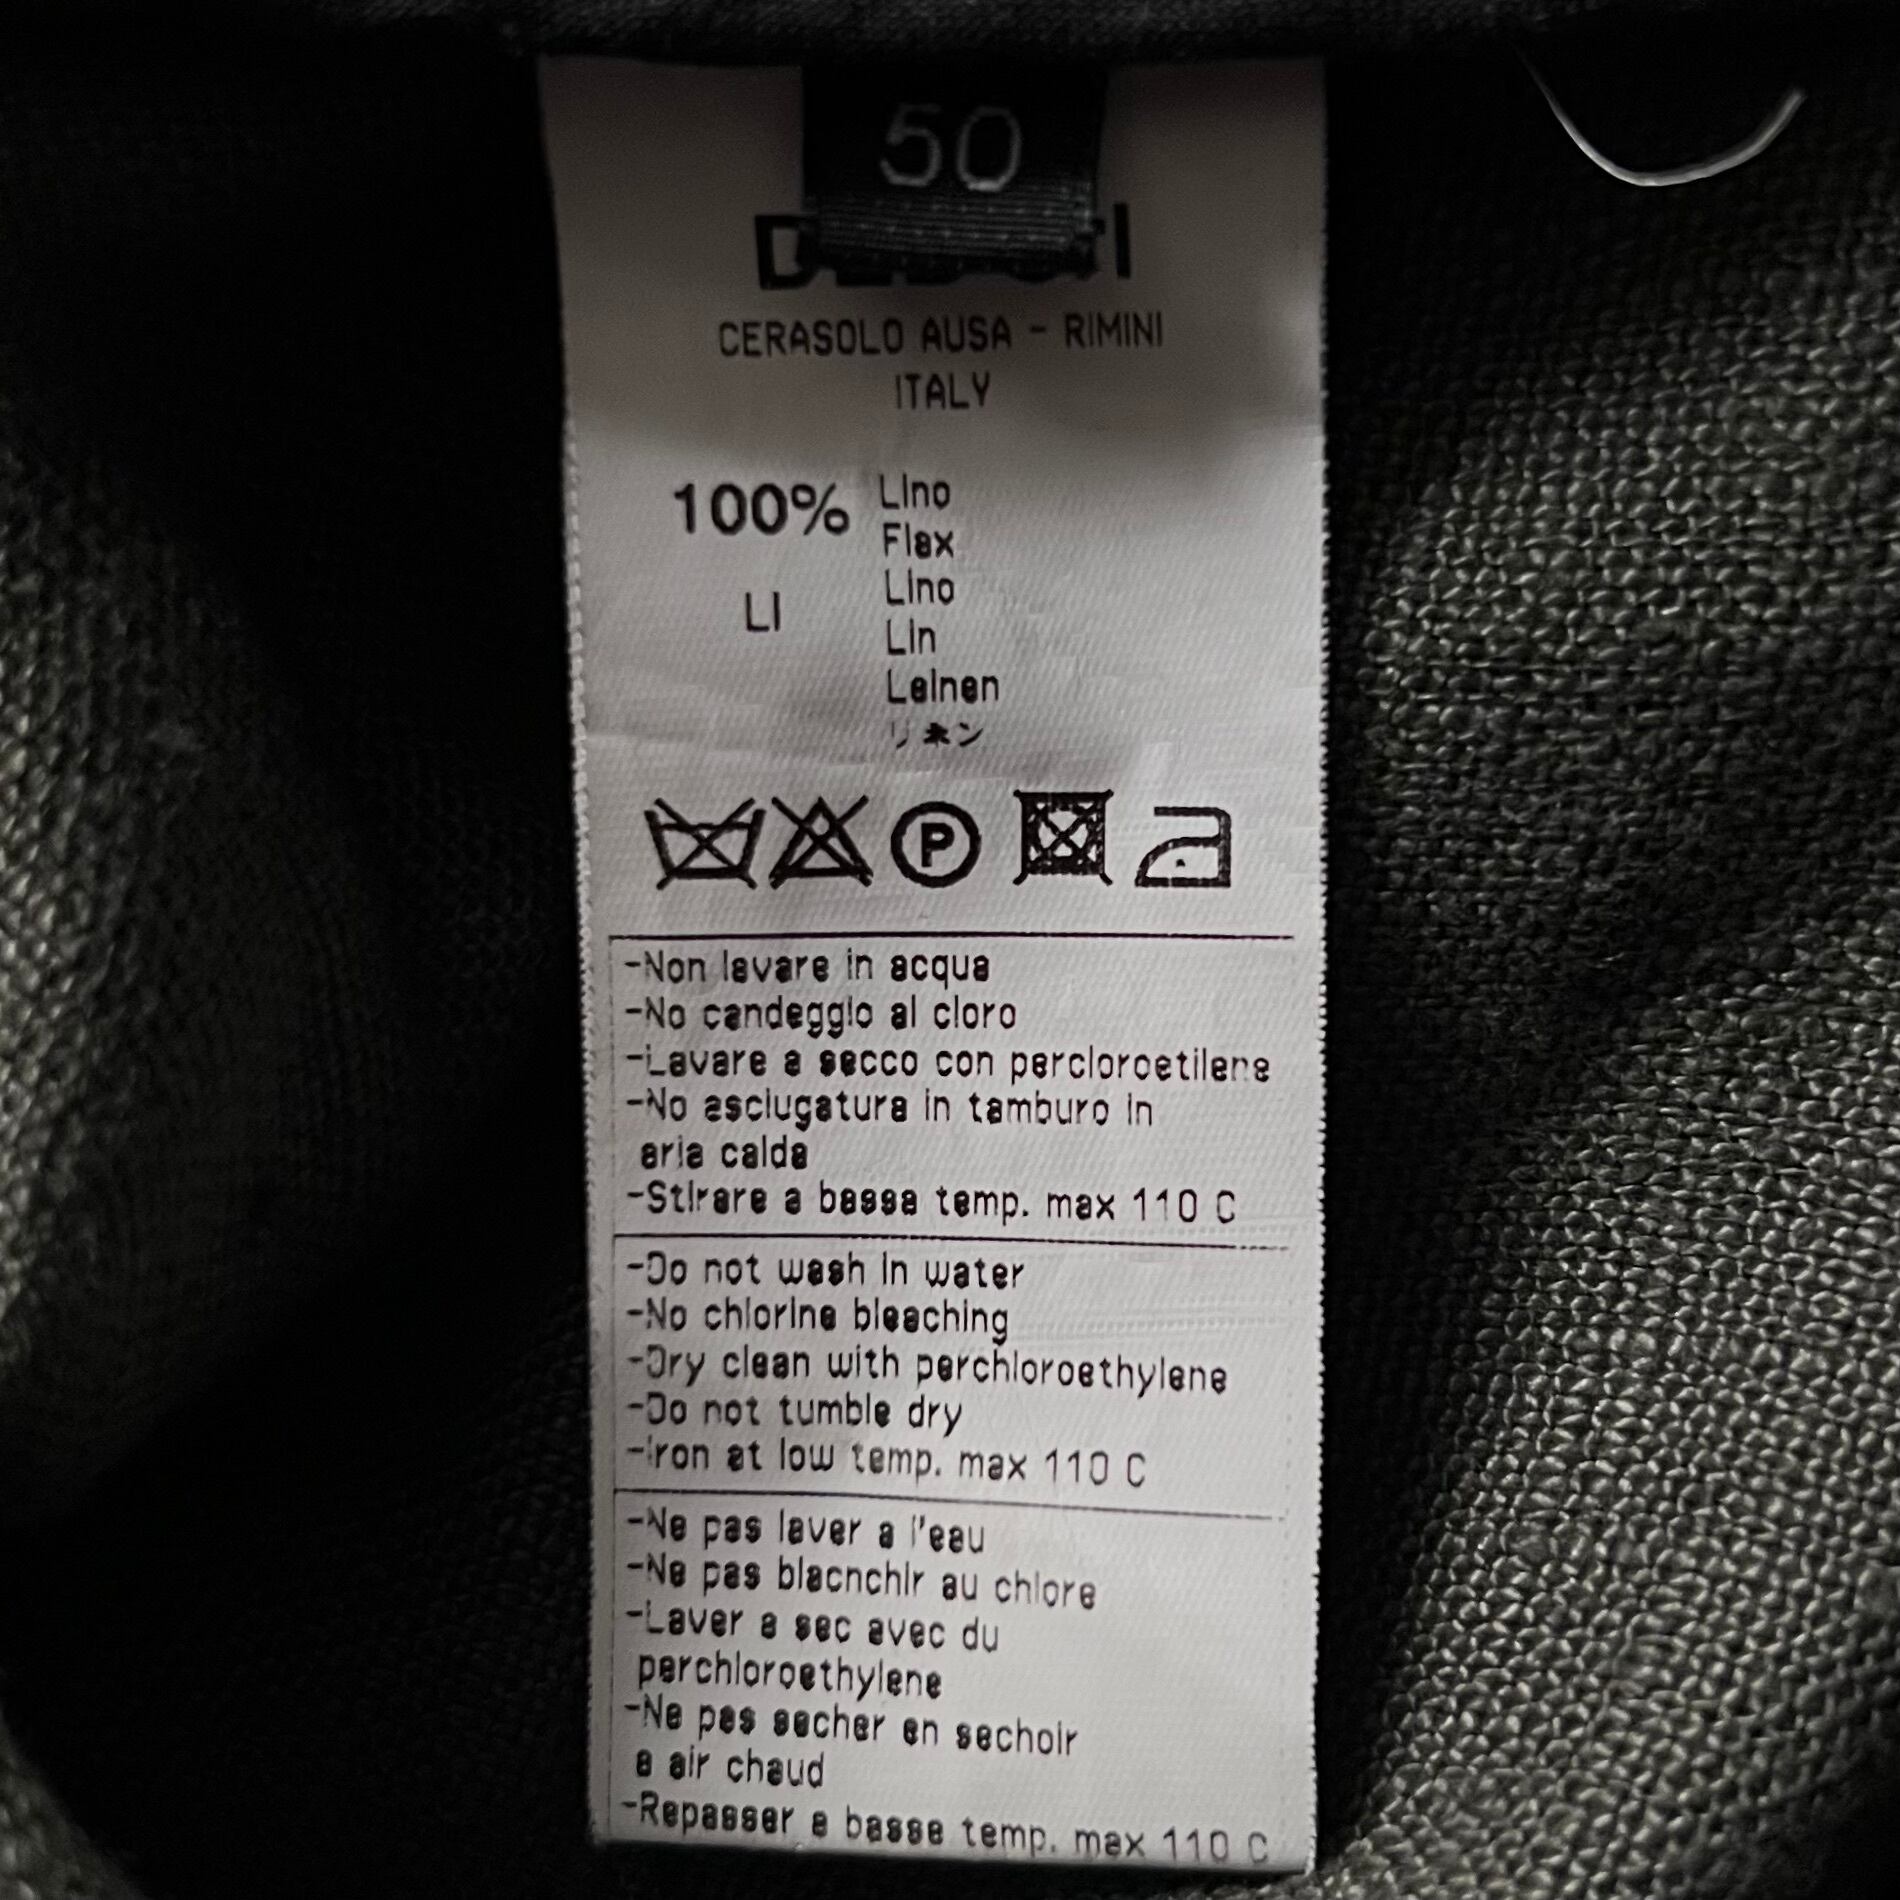 50
CERASOLO AUSA - RIMINI
ITALY
100% Lino
Flax
Lino
LI
Lin
Leinen
リネン
P
-Non lavare in acqua
-No candeggio al cloro
-Lavare a secco con percloroetilene
-No asciugatura in tamburo in
aria calda
-Stirare a bassa temp. max 110 C
-Do not wash in water
-No chlorine bleaching
-Dry clean with perchloroethylene
-Do not tumble dry
-Iron at low temp. max 110 C
-Ne pas laver a l'eau
-Ne pas blacnchir au chlore
-Laver a sec avec du
perchloroethylene
-Ne pas secher en sechoir
a air chaud
-Repasser a basse temp. max 110 C